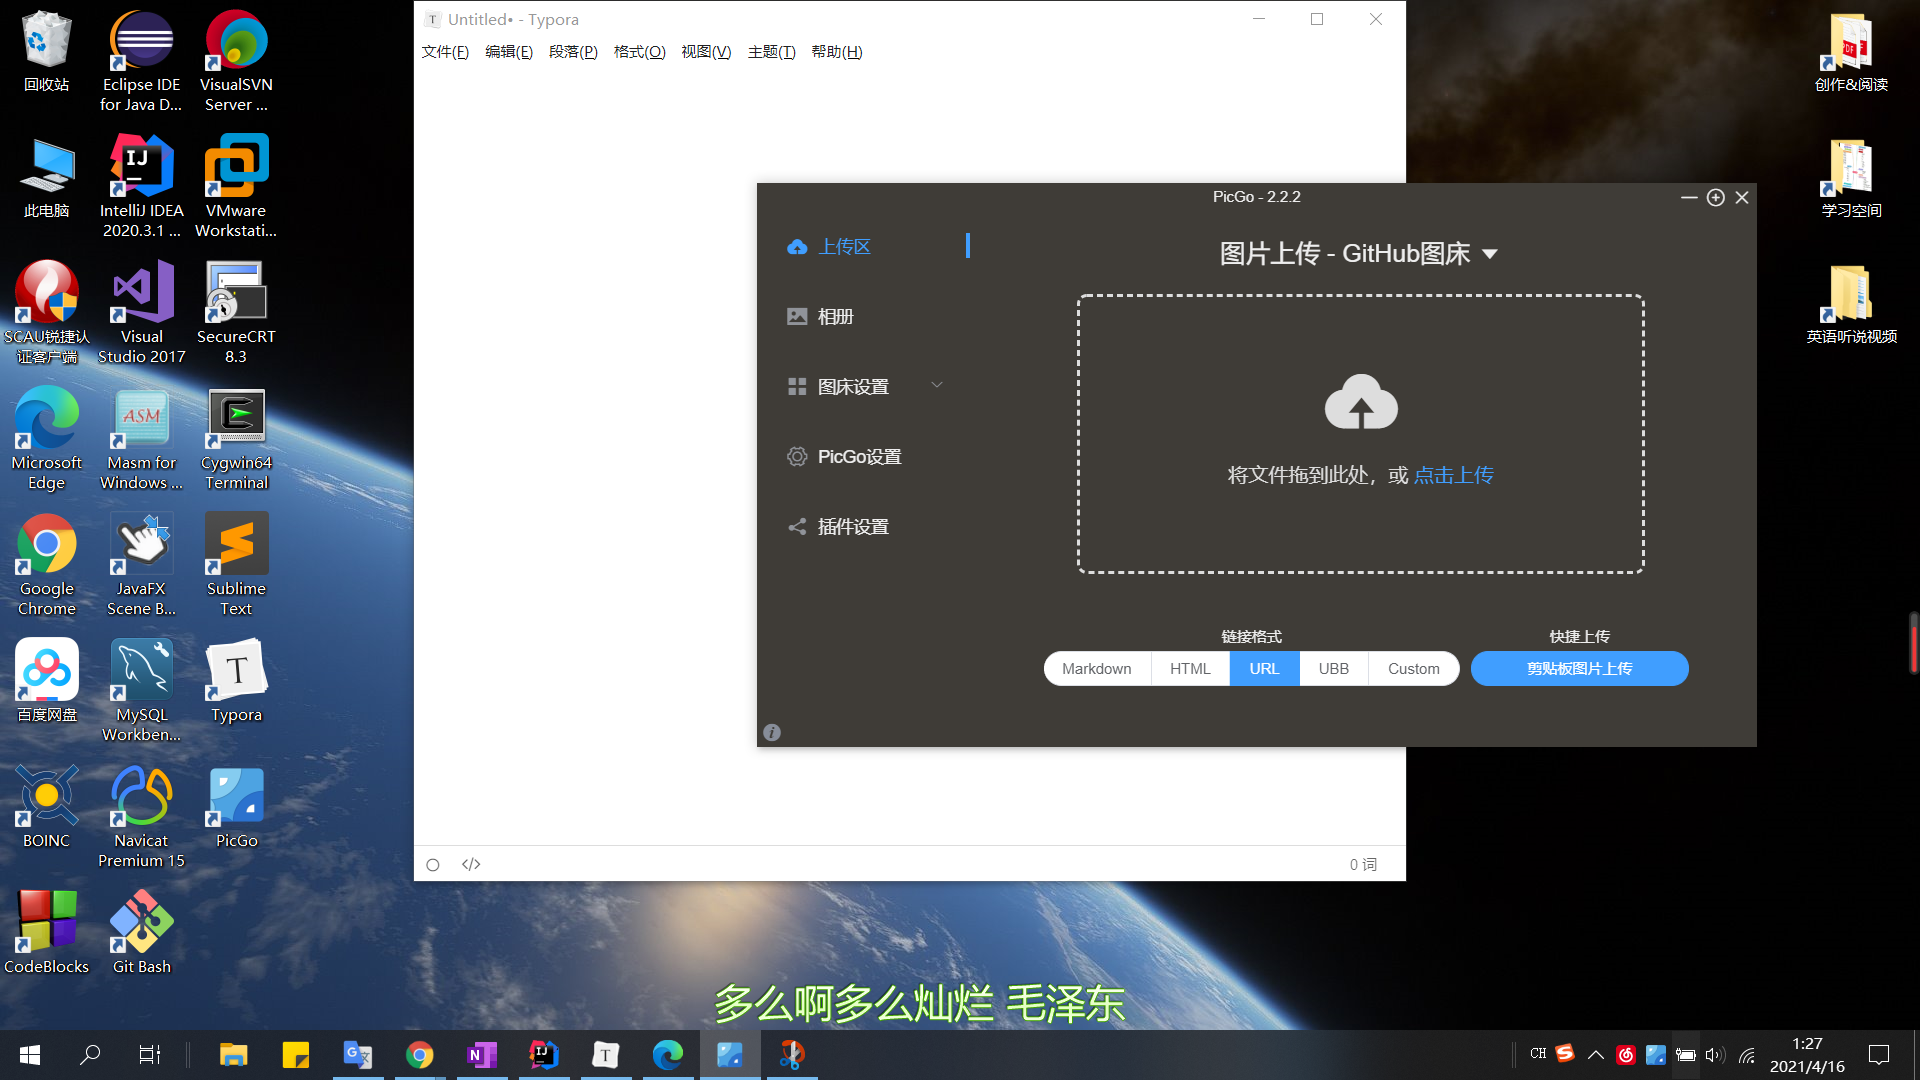 回收站
Eclipse IDE
for Java D...
VisualSVN
Server ...
此电脑
IntelliJ IDEA
2020.3.1 ...
VMware
Workstati...
SCAU锐捷认
证客户端
Visual
Studio 2017
SecureCRT
8.3
Microsoft
Edge
ASM
Masm for
Windows ...
Cygwin64
Terminal
Google
Chrome
JavaFX
Scene B...
Sublime
Text
百度网盘
MySQL
Workben...
T
Typora
BOINC
Navicat
Premium 15
PicGo
CodeBlocks
Git Bash
T Untitled• - Typora
文件(F) 编辑(E) 段落(P) 格式(O) 视图(V) 主题(T) 帮助(H)
PicGo - 2.2.2
上传区
相册
图床设置
PicGo设置
插件设置
图片上传 - GitHub图床
将文件拖到此处，或 点击上传
链接格式
快捷上传
Markdown HTML URL UBB Custom
剪贴板图片上传
</> 0 词
PDF
创作&阅读
学习空间
英语听说视频
多么啊多么灿烂 毛泽东
CH
1:27
2021/4/16